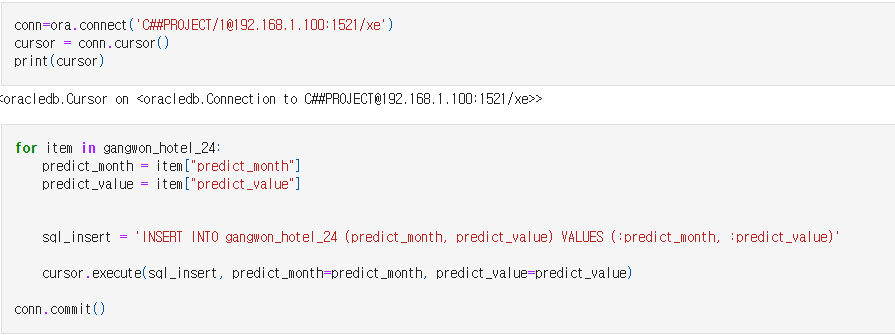 conn=ora.connect('C##PROJECT/1@192.168.1.100:1521/xe')
cursor = conn.cursor()
print(cursor)
<oracledb.Cursor on <oracledb.Connection to C##PROJECT@192.168.1.100:1521/xe>>
for item in gangwon_hotel_24:
    predict_month = item["predict_month"]
    predict_value = item["predict_value"]
    sql_insert = 'INSERT INTO gangwon_hotel_24 (predict_month, predict_value) VALUES (:predict_month, :predict_value)'
    cursor.execute(sql_insert, predict_month=predict_month, predict_value=predict_value)
conn.commit()